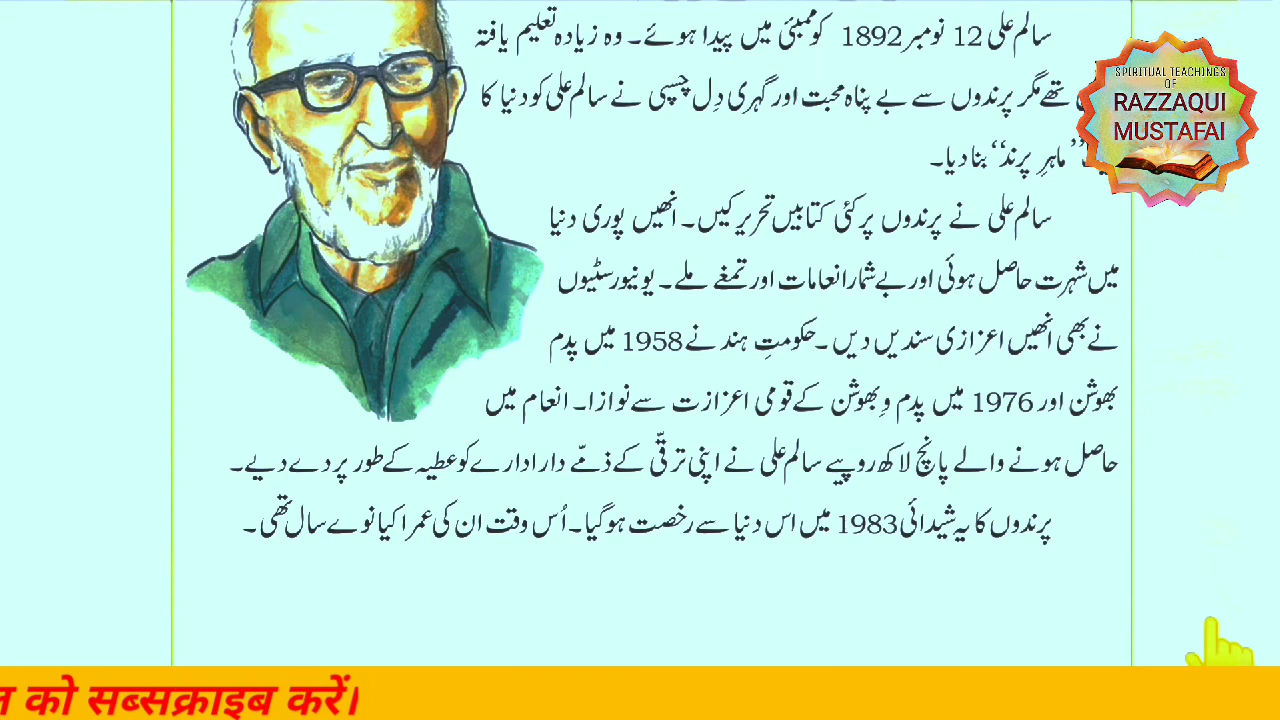 سالم علی 12 نومبر 1892 کو ممبئی میں پیدا ہوئے۔ وہ زیادہ تعلیم یافتہ
تھے مگر پرندوں سے بے پناہ محبت اور گہری دِل چسپی نے سالم علی کو دنیا کا
’’ماہرِ پرند‘‘ بنا دیا۔
سالم علی نے پرندوں پر کئی کتابیں تحریر کیں۔ انھیں پوری دنیا
میں شہرت حاصل ہوئی اور بے شمار انعامات اور تمغے ملے۔ یونیورسٹیوں
نے بھی انھیں اعزازی سندیں دیں۔ حکومتِ ہند نے 1958 میں پدم
بھوشن اور 1976 میں پدم وِبھوشن کے قومی اعزازت سے نوازا۔ انعام میں
حاصل ہونے والے پانچ لاکھ روپیے سالم علی نے اپنی ترقّی کے ذمّے دار ادارے کو عطیہ کے طور پر دے دیے۔
پرندوں کا یہ شیدائی 1983 میں اس دنیا سے رخصت ہو گیا۔ اُس وقت ان کی عمر اکیا نوے سال تھی۔
SPIRITUAL TEACHINGS
OF
RAZZAQUI
MUSTAFAI
को सब्सक्राइब करें।